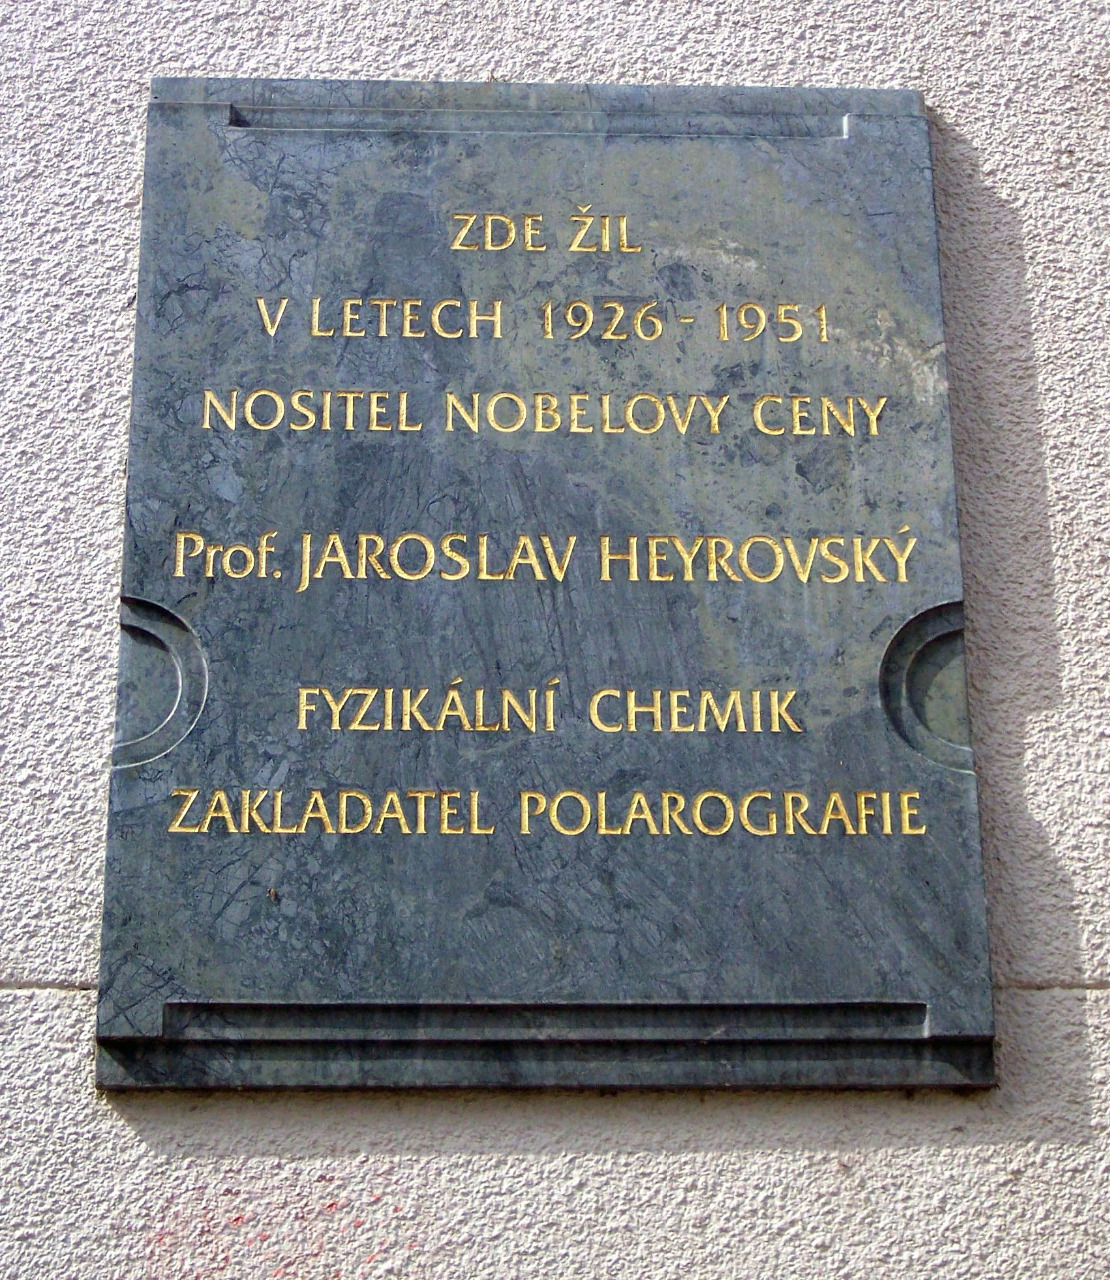 ZDE ŽIL
V LETECH 1926-1951
NOSITEL NOBELOVY CENY
Prof. JAROSLAV HEYROVSKÝ
FYZIKÁLNÍ CHEMIK
ZAKLADATEL POLAROGRAFIE